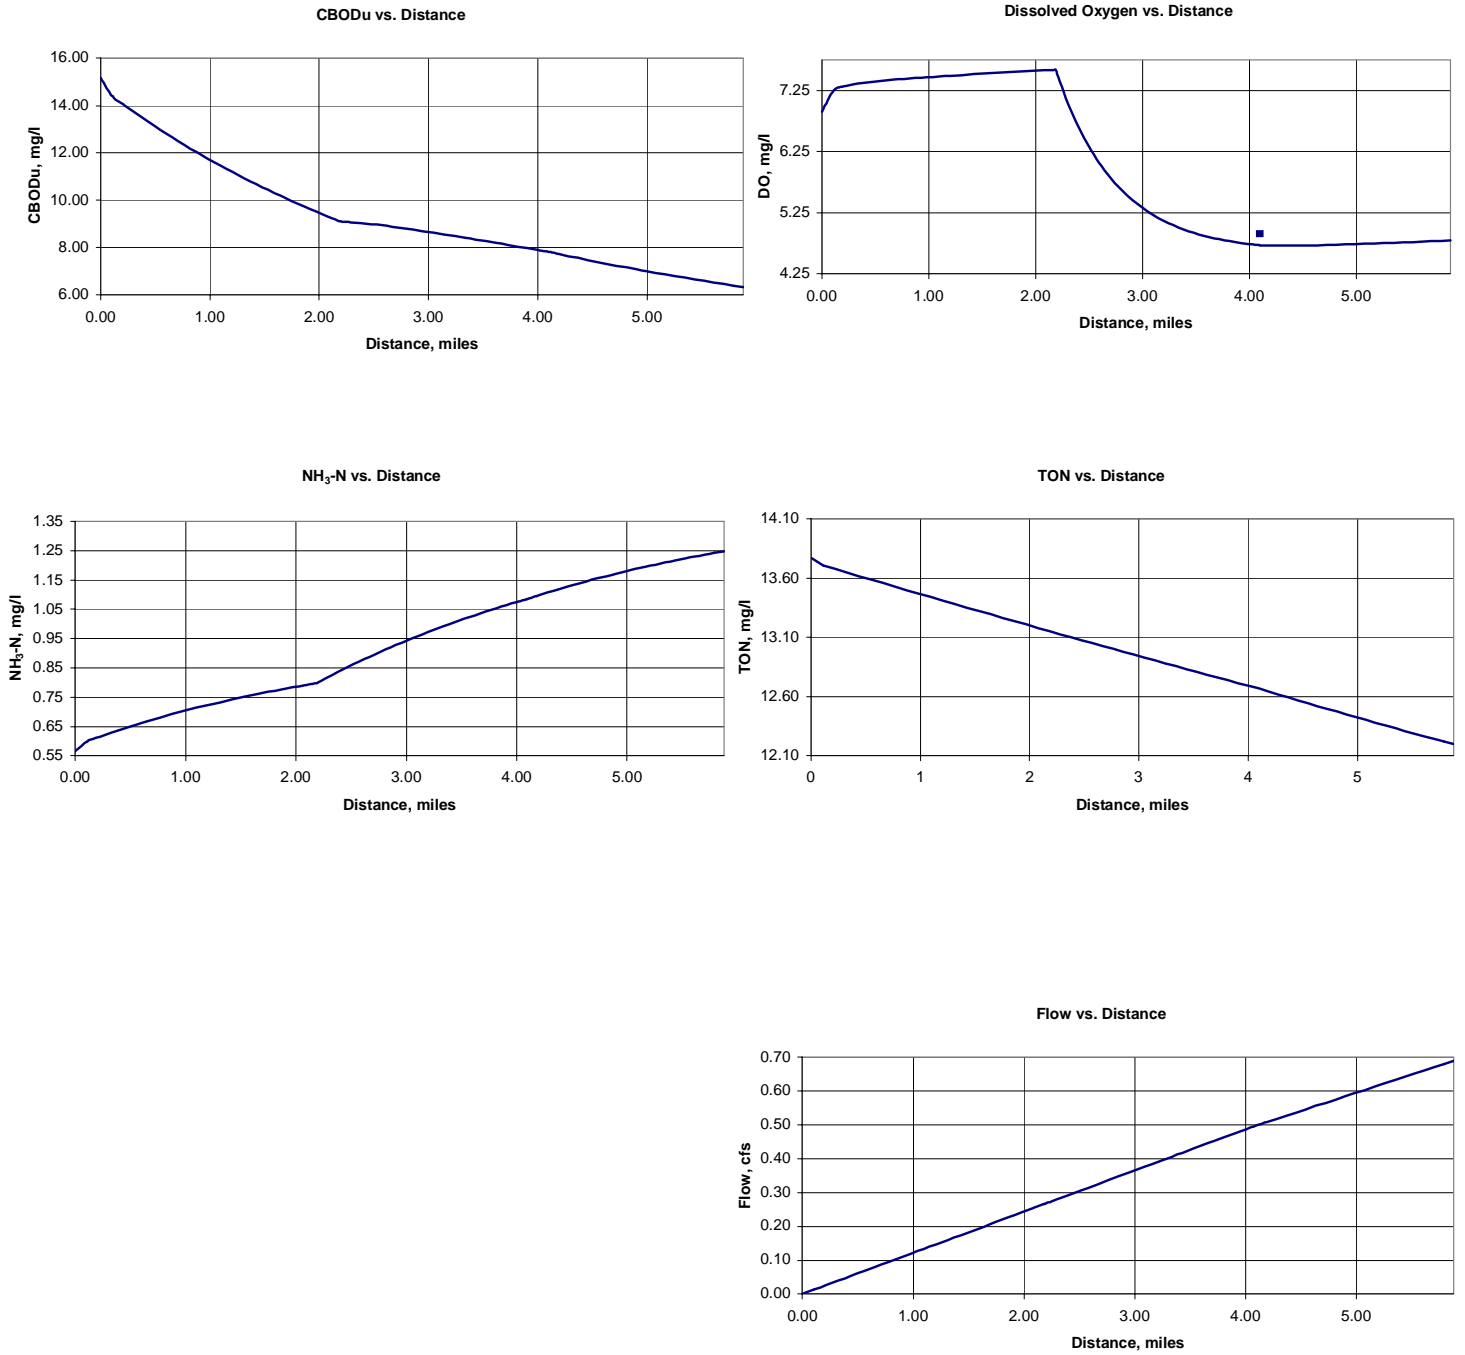 CBODu vs. Distance
16.00
14.00
12.00
10.00
8.00
6.00
CBODu, mg/l
0.00 1.00 2.00 3.00 4.00 5.00
Distance, miles
Dissolved Oxygen vs. Distance
7.25
6.25
5.25
4.25
DO, mg/l
0.00 1.00 2.00 3.00 4.00 5.00
Distance, miles
NH₃-N vs. Distance
1.35
1.25
1.15
1.05
0.95
0.85
0.75
0.65
0.55
NH₃-N, mg/l
0.00 1.00 2.00 3.00 4.00 5.00
Distance, miles
TON vs. Distance
14.10
13.60
13.10
12.60
12.10
TON, mg/l
0 1 2 3 4 5
Distance, miles
Flow vs. Distance
0.70
0.60
0.50
0.40
0.30
0.20
0.10
0.00
Flow, cfs
0.00 1.00 2.00 3.00 4.00 5.00
Distance, miles